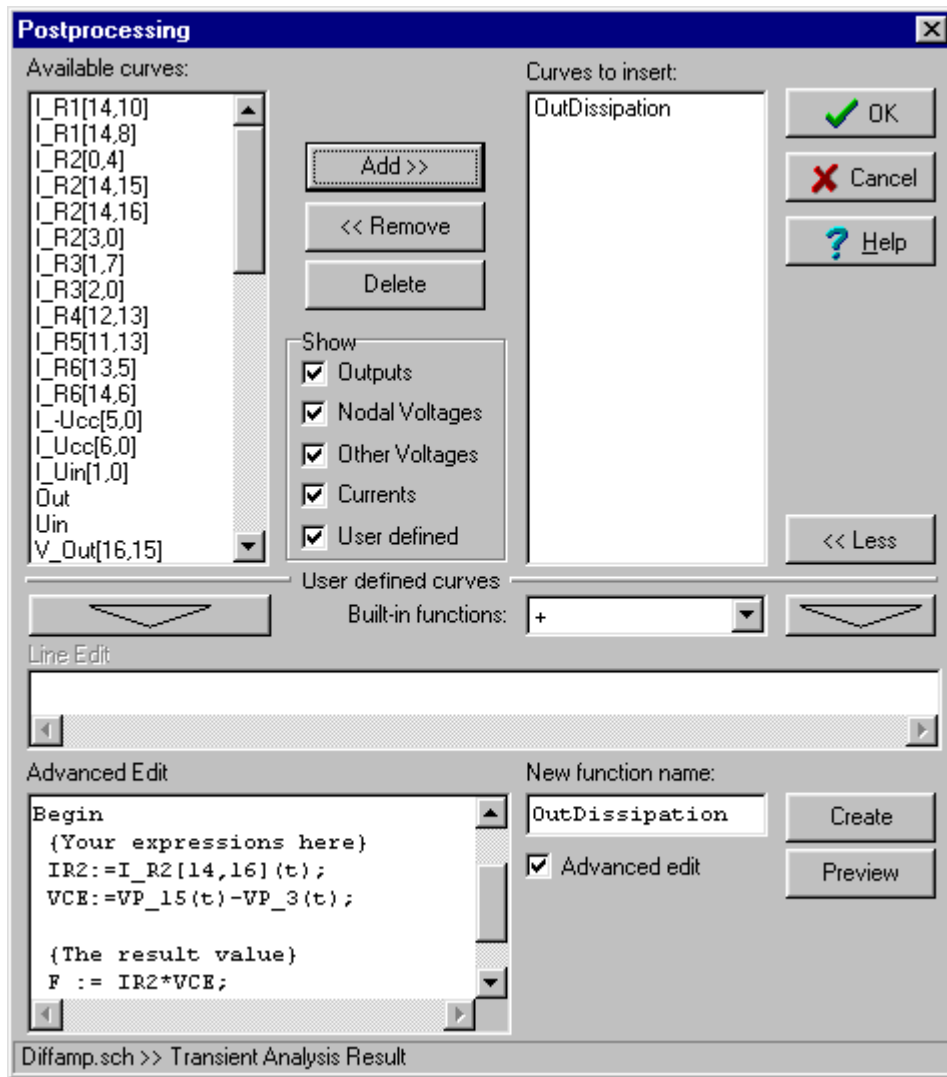 Postprocessing
Available curves:
I_R1[14,10]
I_R1[14,8]
I_R2[0,4]
I_R2[14,15]
I_R2[14,16]
I_R2[3,0]
I_R3[1,7]
I_R3[2,0]
I_R4[12,13]
I_R5[11,13]
I_R6[13,5]
I_R6[14,6]
I_-Ucc[5,0]
I_Ucc[6,0]
I_Uin[1,0]
Out
Uin
V_Out[16,15]
Add >>
<< Remove
Delete
Show
Outputs
Nodal Voltages
Other Voltages
Currents
User defined
Curves to insert:
OutDissipation
OK
Cancel
Help
<< Less
User defined curves
Built-in functions:
+
Line Edit
Advanced Edit
Begin
{Your expressions here}
IR2:=I_R2[14,16](t);
VCE:=VP_15(t)-VP_3(t);
{The result value}
F := IR2*VCE;
New function name:
OutDissipation
Create
Advanced edit
Preview
Diffamp.sch >> Transient Analysis Result